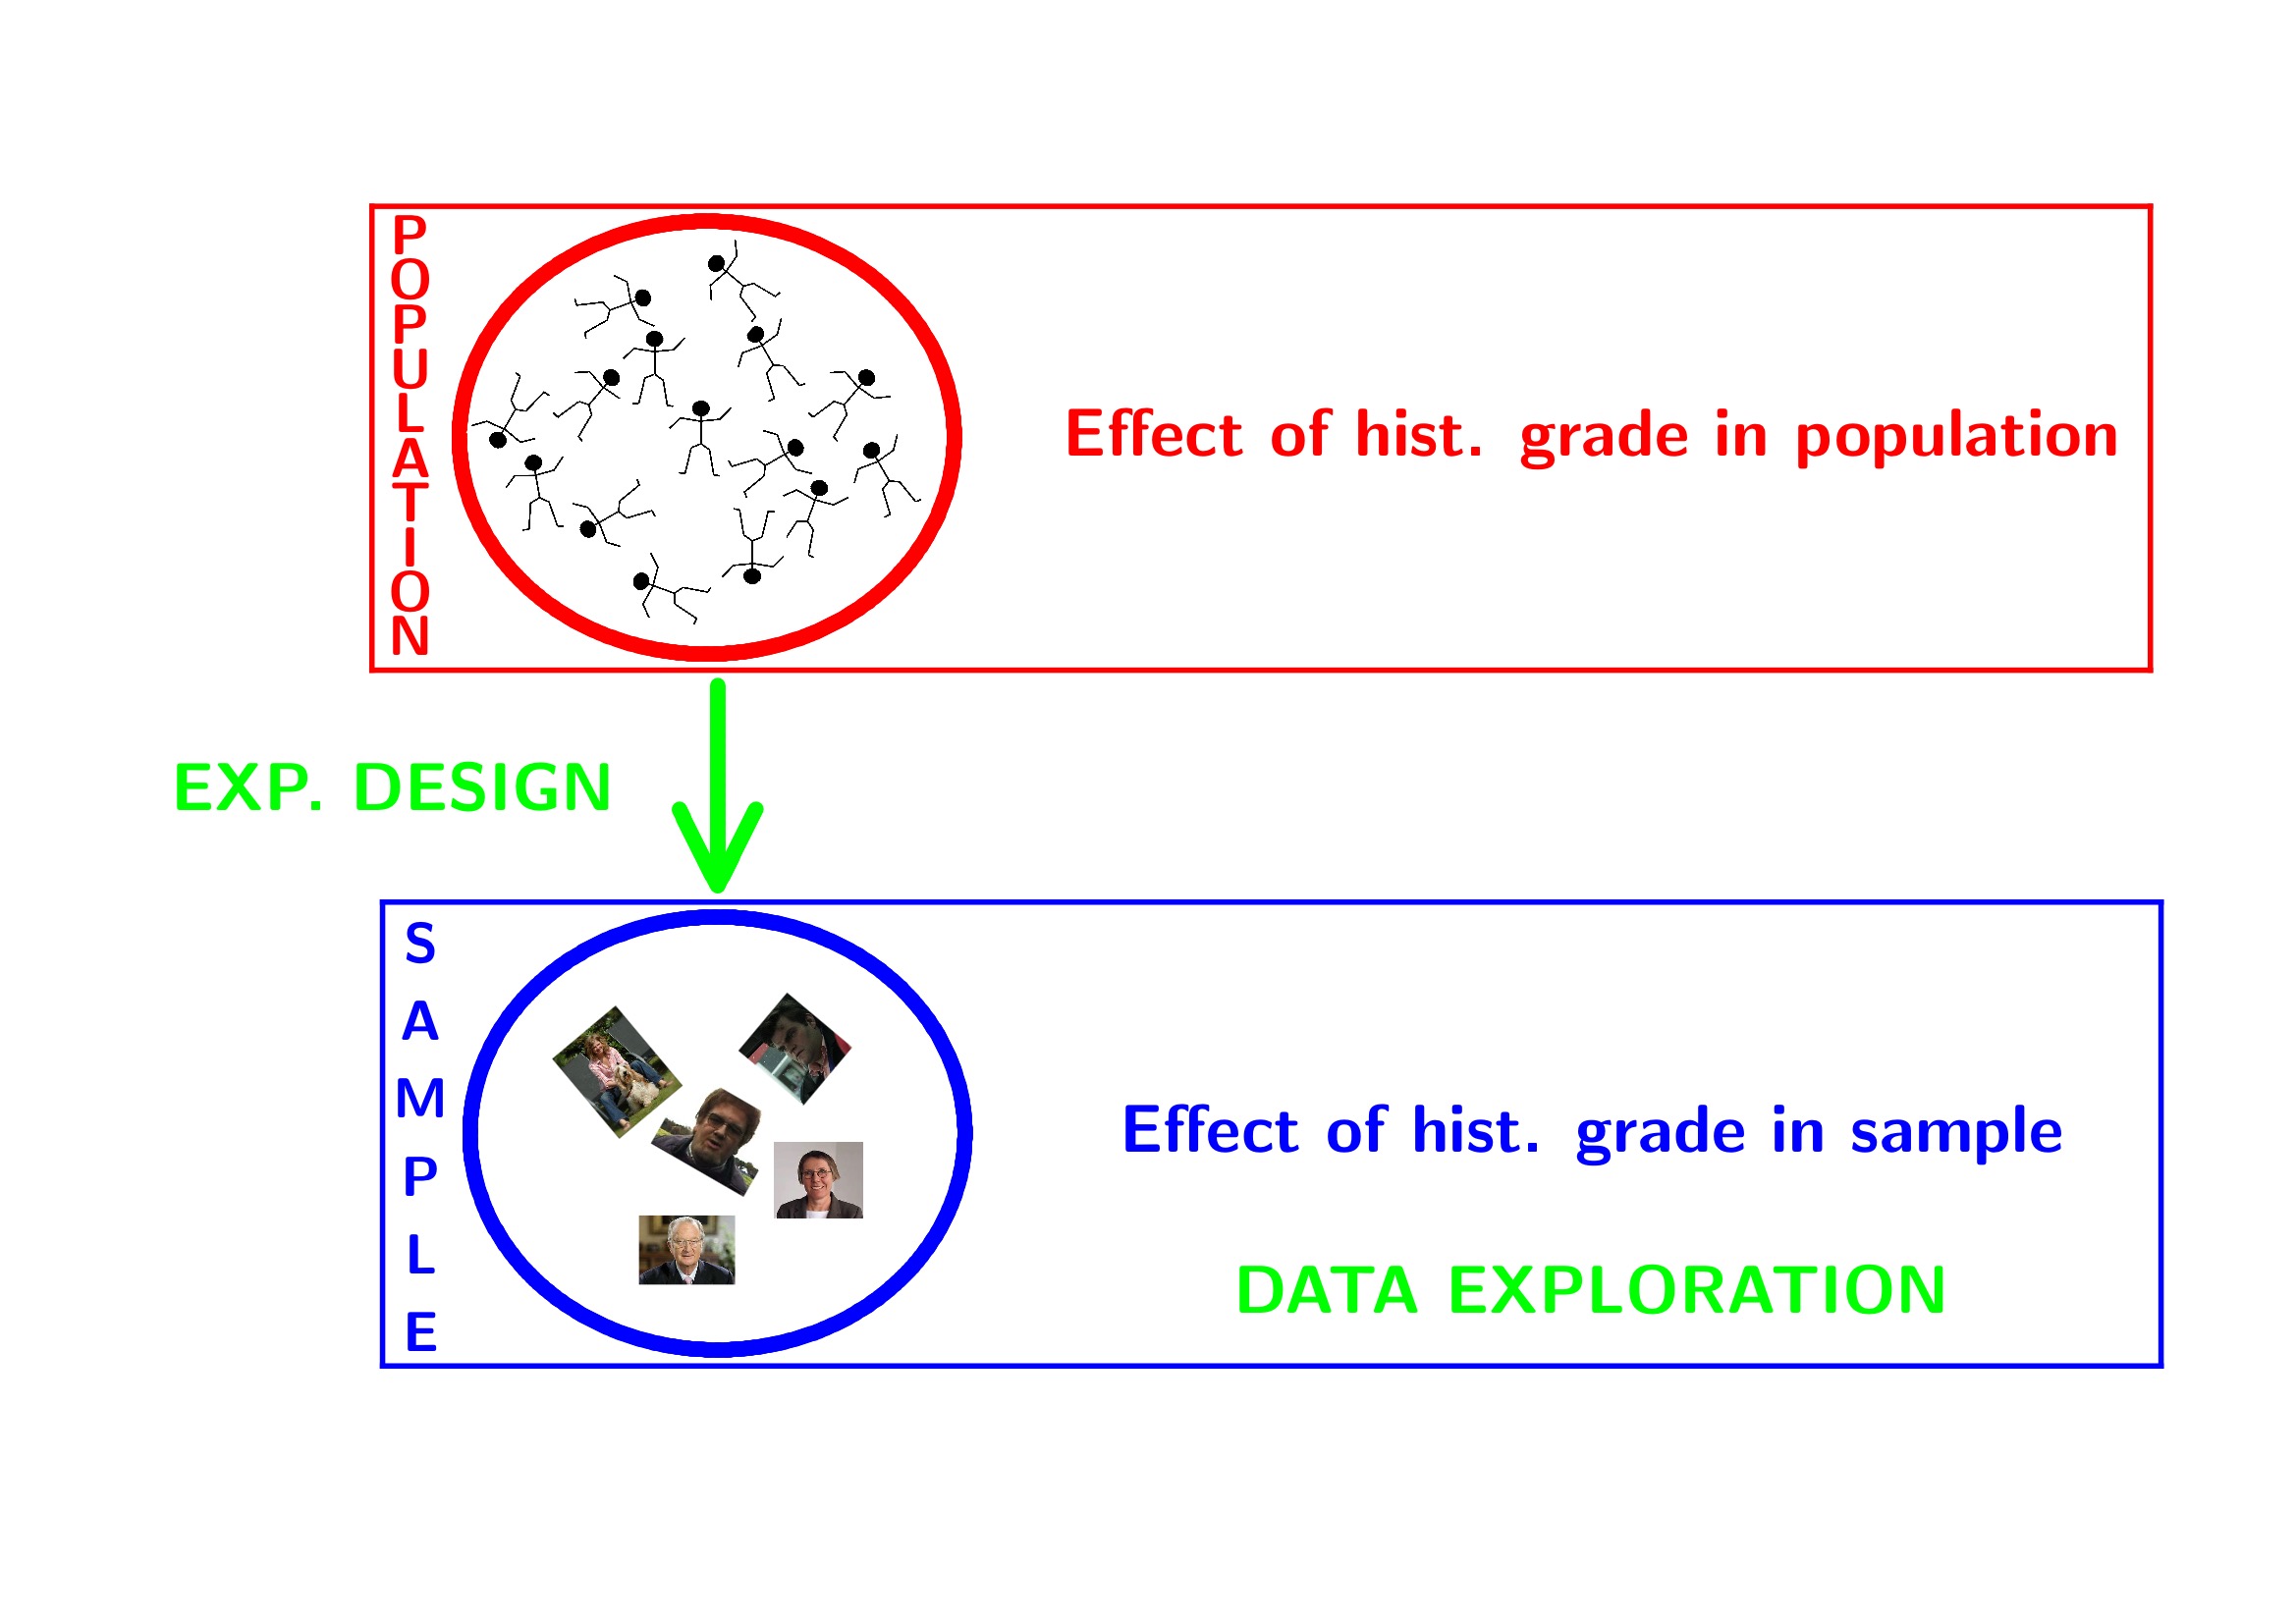 POPULATION
Effect of hist. grade in population
EXP. DESIGN
SAMPLE
Effect of hist. grade in sample
DATA EXPLORATION